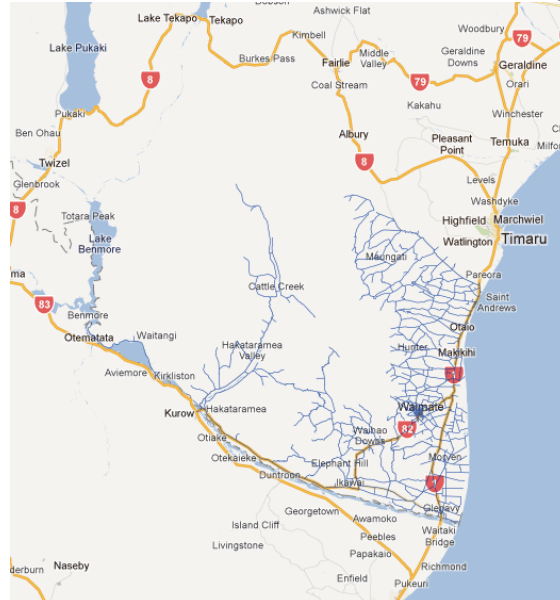 Ashwick Flat
Lake Tekapo
Tekapo
Woodbury
79
Kimbell
Lake Pukaki
Middle
Valley
Geraldine
Downs
Burkes Pass
Fairlie
Geraldine
8
79
Coal Stream
Orari
Kakahu
Pukaki
Winchester
Ben Ohau
Albury
Pleasant
Point
Temuka
Milfo
8
Twizel
Glenbrook
Levels
8
Washdyke
Totara Peak
Highfield
Marchwiel
Lake
Benmore
Watlington
Timaru
Maungati
Pareora
ma
Cattle Creek
83
Saint
Andrews
Benmore
Otaio
Otematata
Waitangi
Hakataramea
Valley
Hunter
Makikihi
Aviemore
Kirkliston
1
Kurow
Hakataramea
Waimate
82
Otiake
Waihao
Downs
Otekaieke
Elephant Hill
Morven
Duntroon
Ikawai
1
Georgetown
Glenavy
Island Cliff
Awamoko
Waitaki
Bridge
Livingstone
Peebles
Papakaio
derburn
Naseby
Richmond
Enfield
Pukeuri